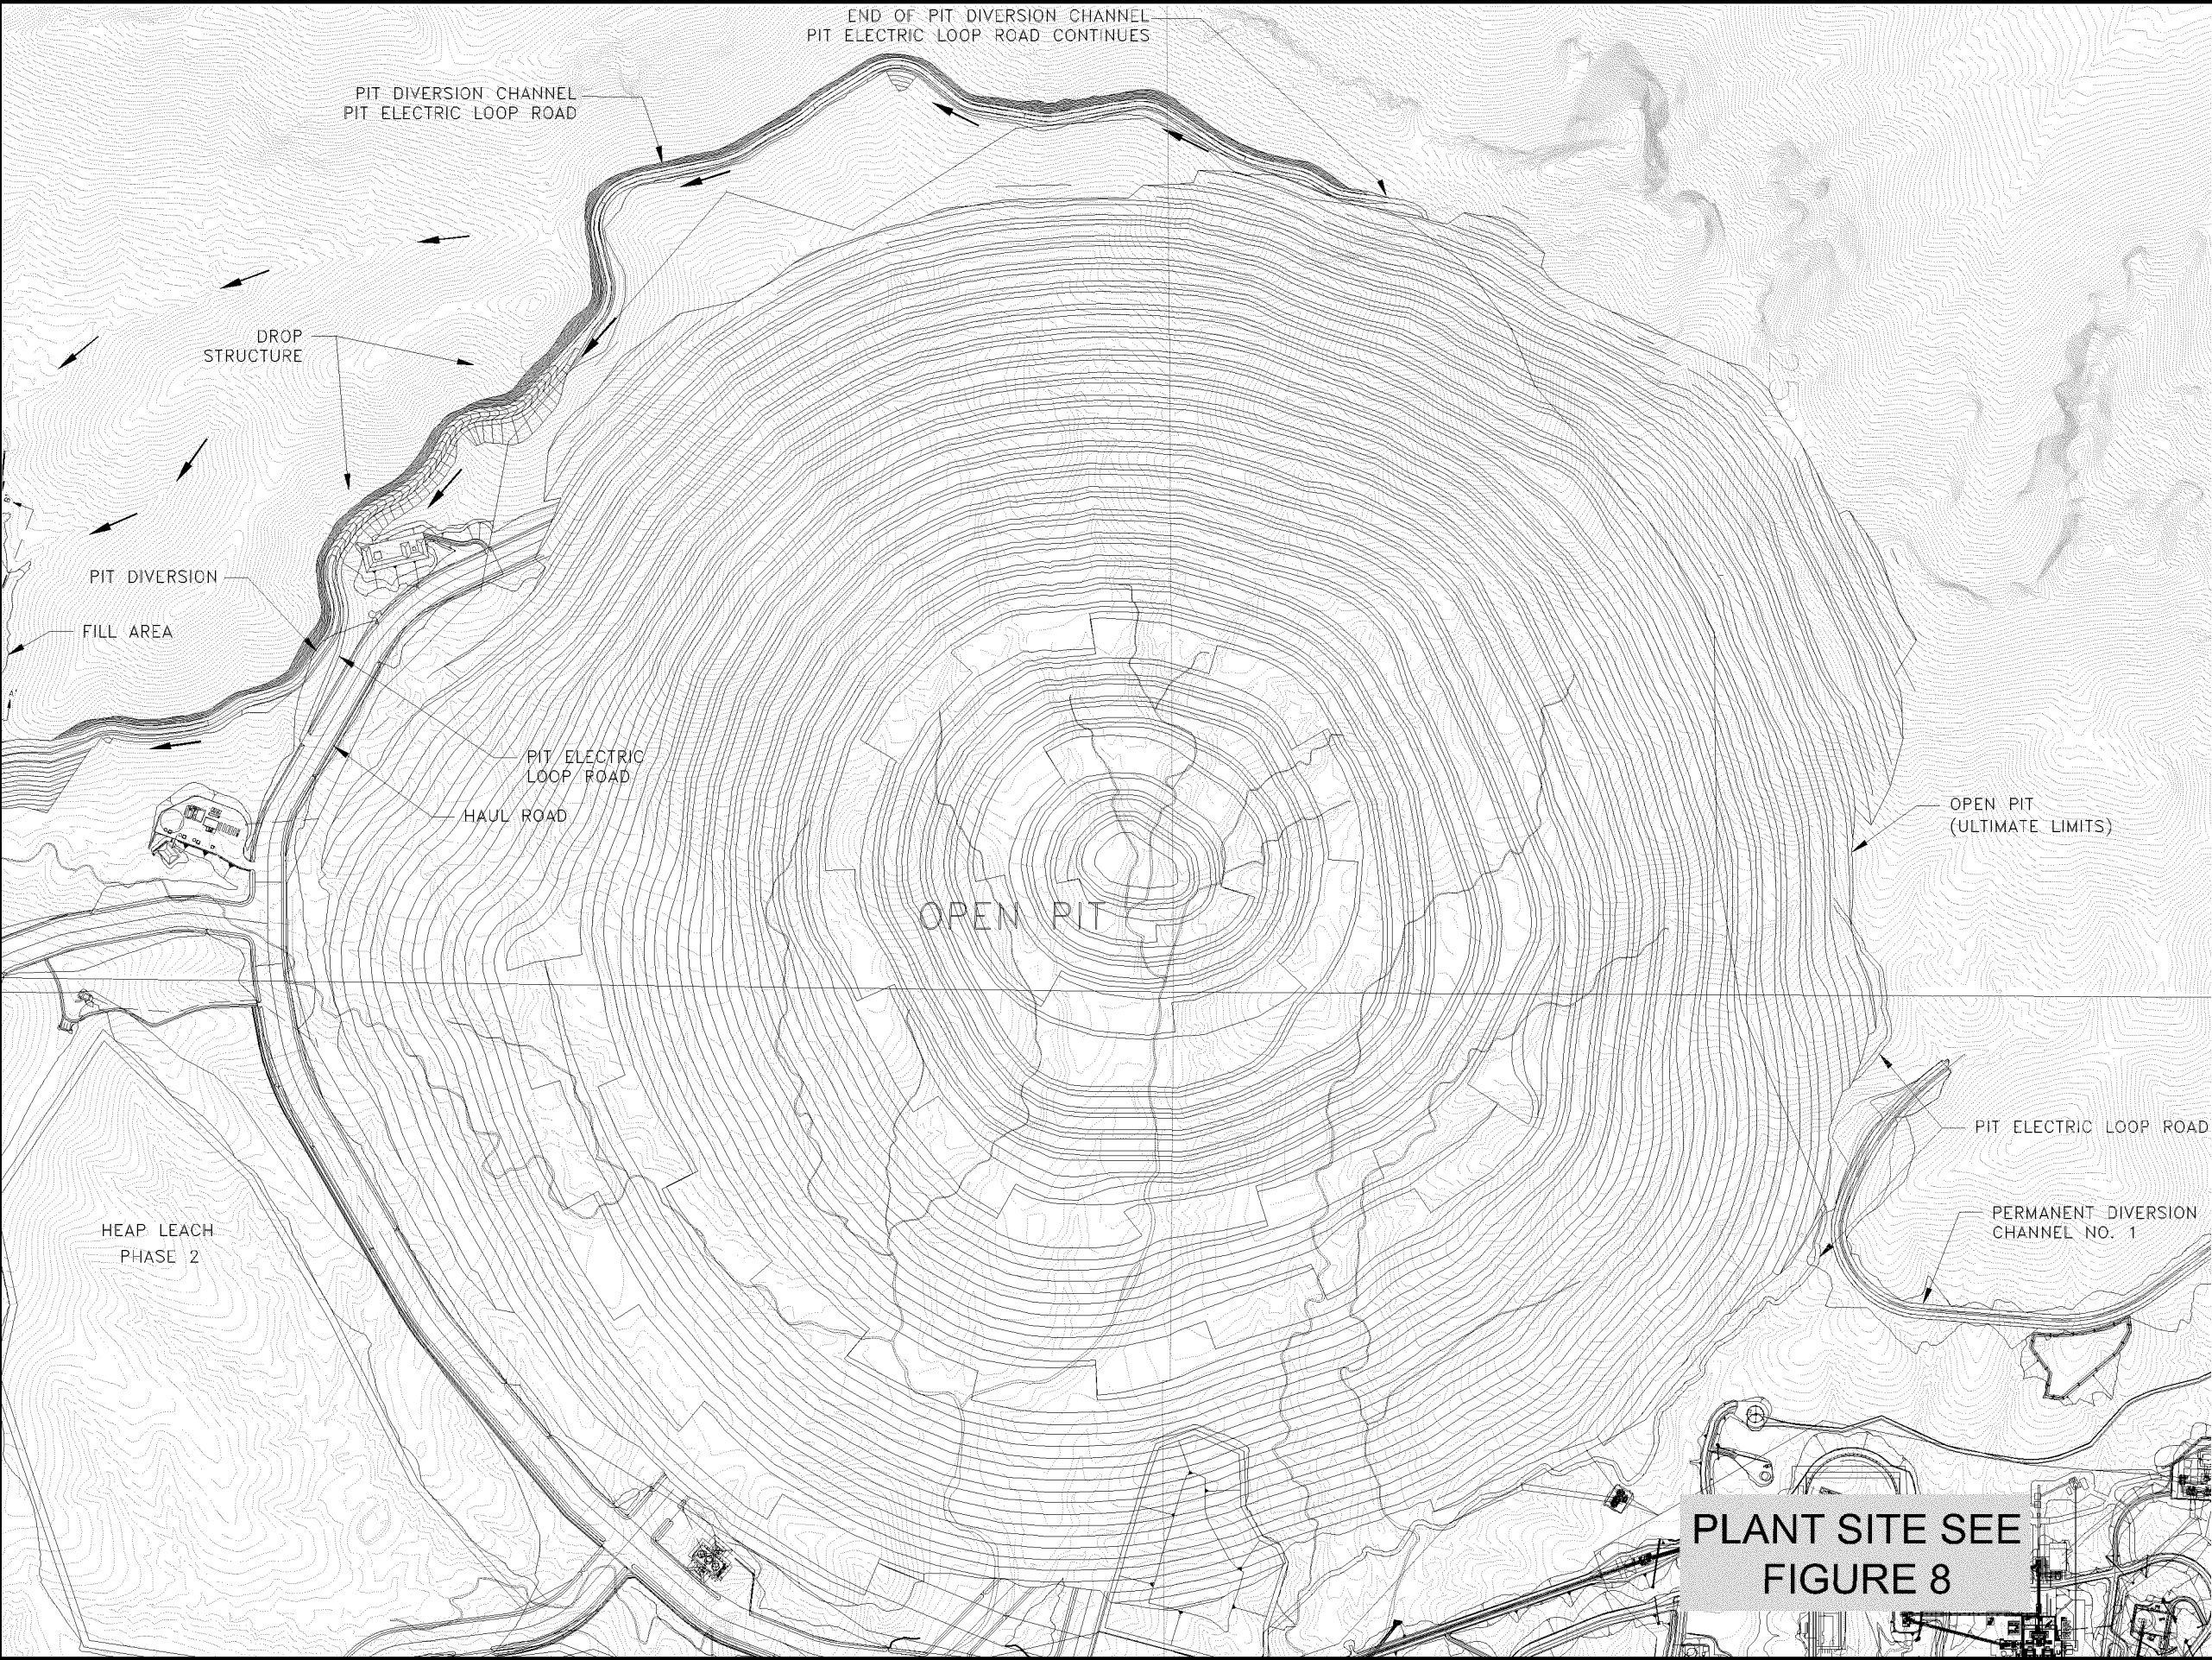 END OF PIT DIVERSION CHANNEL
PIT ELECTRIC LOOP ROAD CONTINUES
PIT DIVERSION CHANNEL
PIT ELECTRIC LOOP ROAD
DROP
STRUCTURE
PIT DIVERSION
FILL AREA
PIT ELECTRIC
LOOP ROAD
HAUL ROAD
OPEN PIT
(ULTIMATE LIMITS)
OPEN PIT
PIT ELECTRIC LOOP ROAD
PERMANENT DIVERSION
CHANNEL NO. 1
HEAP LEACH
PHASE 2
PLANT SITE SEE
FIGURE 8